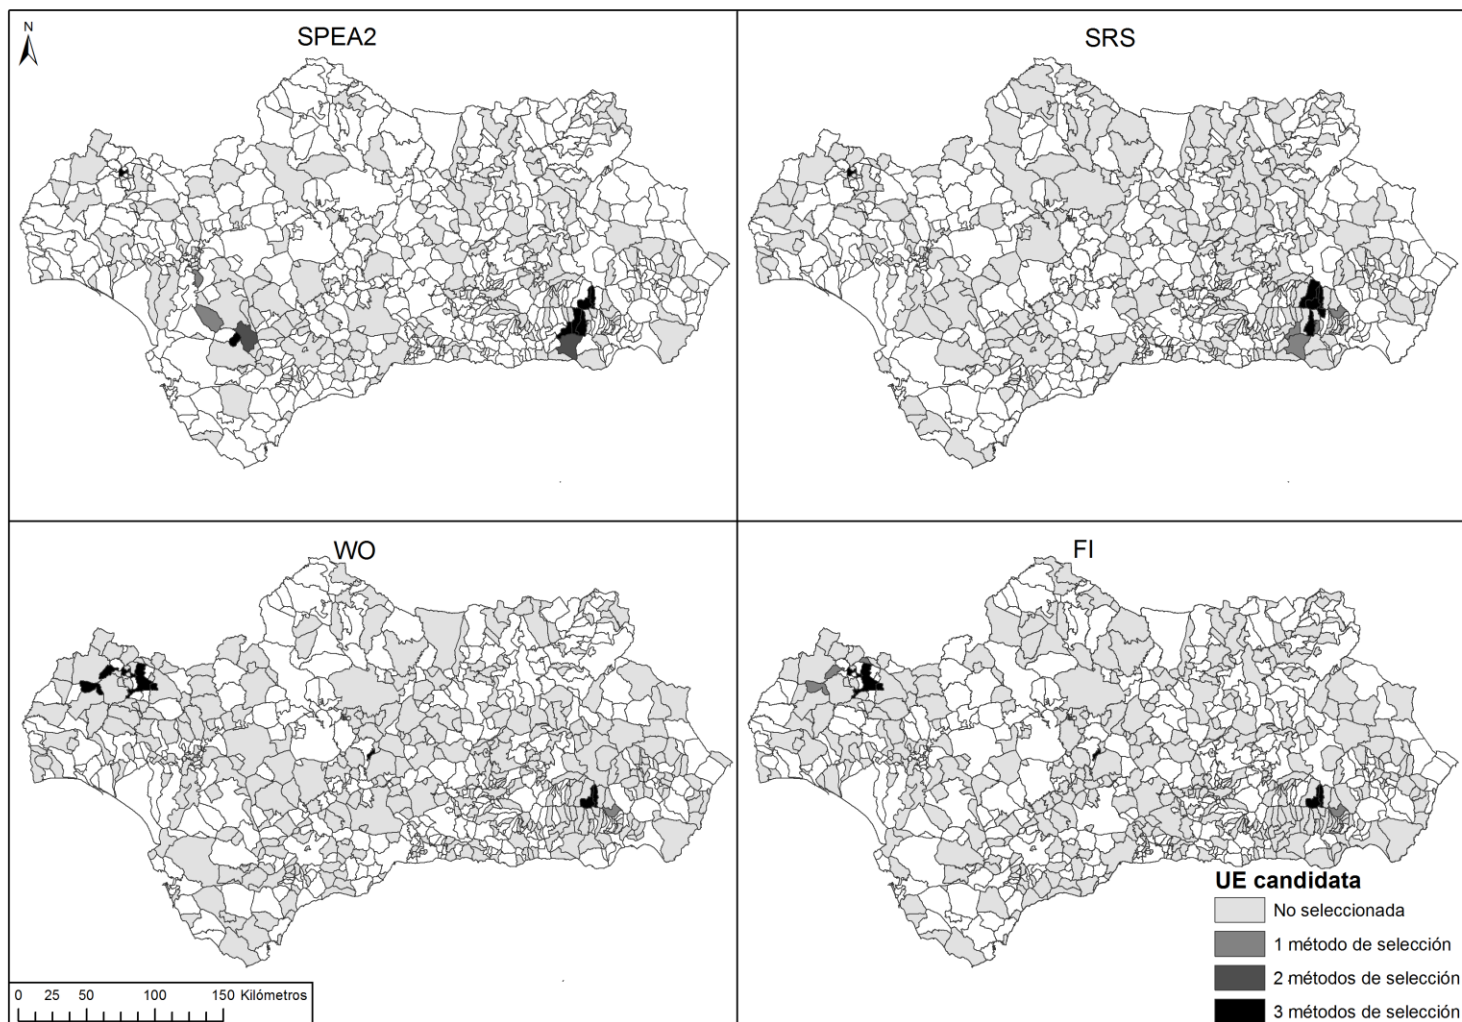 N
SPEA2
SRS
WO
FI
UE candidata
No seleccionada
1 método de selección
2 métodos de selección
3 métodos de selección
0 25 50 100 150 Kilómetros